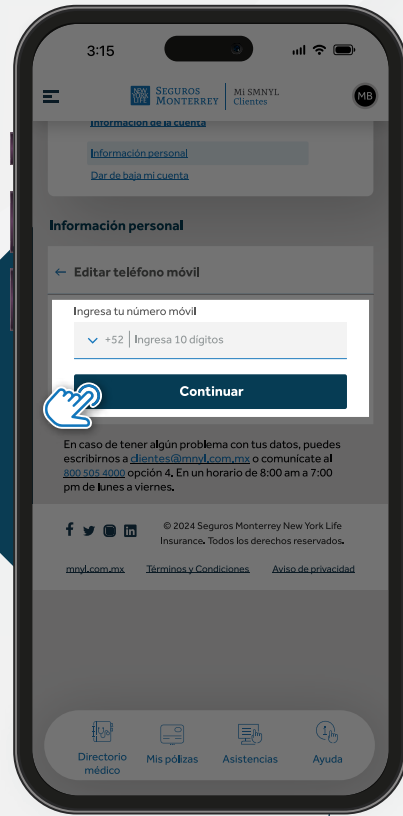 3:15
NEW YORK LIFE
SEGUROS MONTERREY
Mi SMNYL Clientes
MB
Información de la cuenta
Información personal
Dar de baja mi cuenta
Información personal
← Editar teléfono móvil
Ingresa tu número móvil
+52 Ingresa 10 dígitos
Continuar
En caso de tener algún problema con tus datos, puedes
escribirnos a clientes@mnyl.com.mx o comunícate al
800 505 4000 opción 4. En un horario de 8:00 am a 7:00
pm de lunes a viernes.
© 2024 Seguros Monterrey New York Life
Insurance. Todos los derechos reservados.
mnyl.com.mx Términos y Condiciones Aviso de privacidad
Directorio médico
Mis pólizas
Asistencias
Ayuda